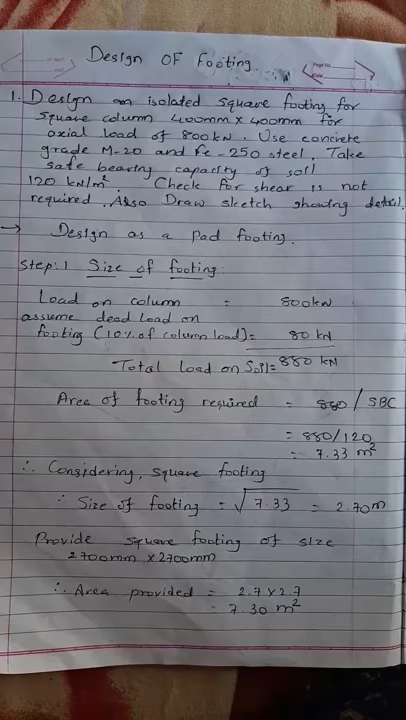 Design OF Footing.
Page No.
Date
1. Design an isolated square footing for
square column 400mm x 400mm for
axial load of 800kN. Use concrete
grade M-20 and Fe-250 steel. Take
safe bearing capacity of soil
120 kN/m². Check for shear is not
required. Also Draw sketch showing detail.
→ Design as a pad footing.
Step:1 Size of footing:
Load on column = 800kN
assume dead load on
footing (10% of column load) = 80 kN
Total load on Soil = 880 kN
Area of footing required = 880 / SBC
= 880/120
= 7.33 m²
∴ Considering, square footing
∴ Size of footing = √7.33 = 2.70m
Provide square footing of size
2700mm x 2700mm
∴ Area provided = 2.7 x 2.7
= 7.30 m²